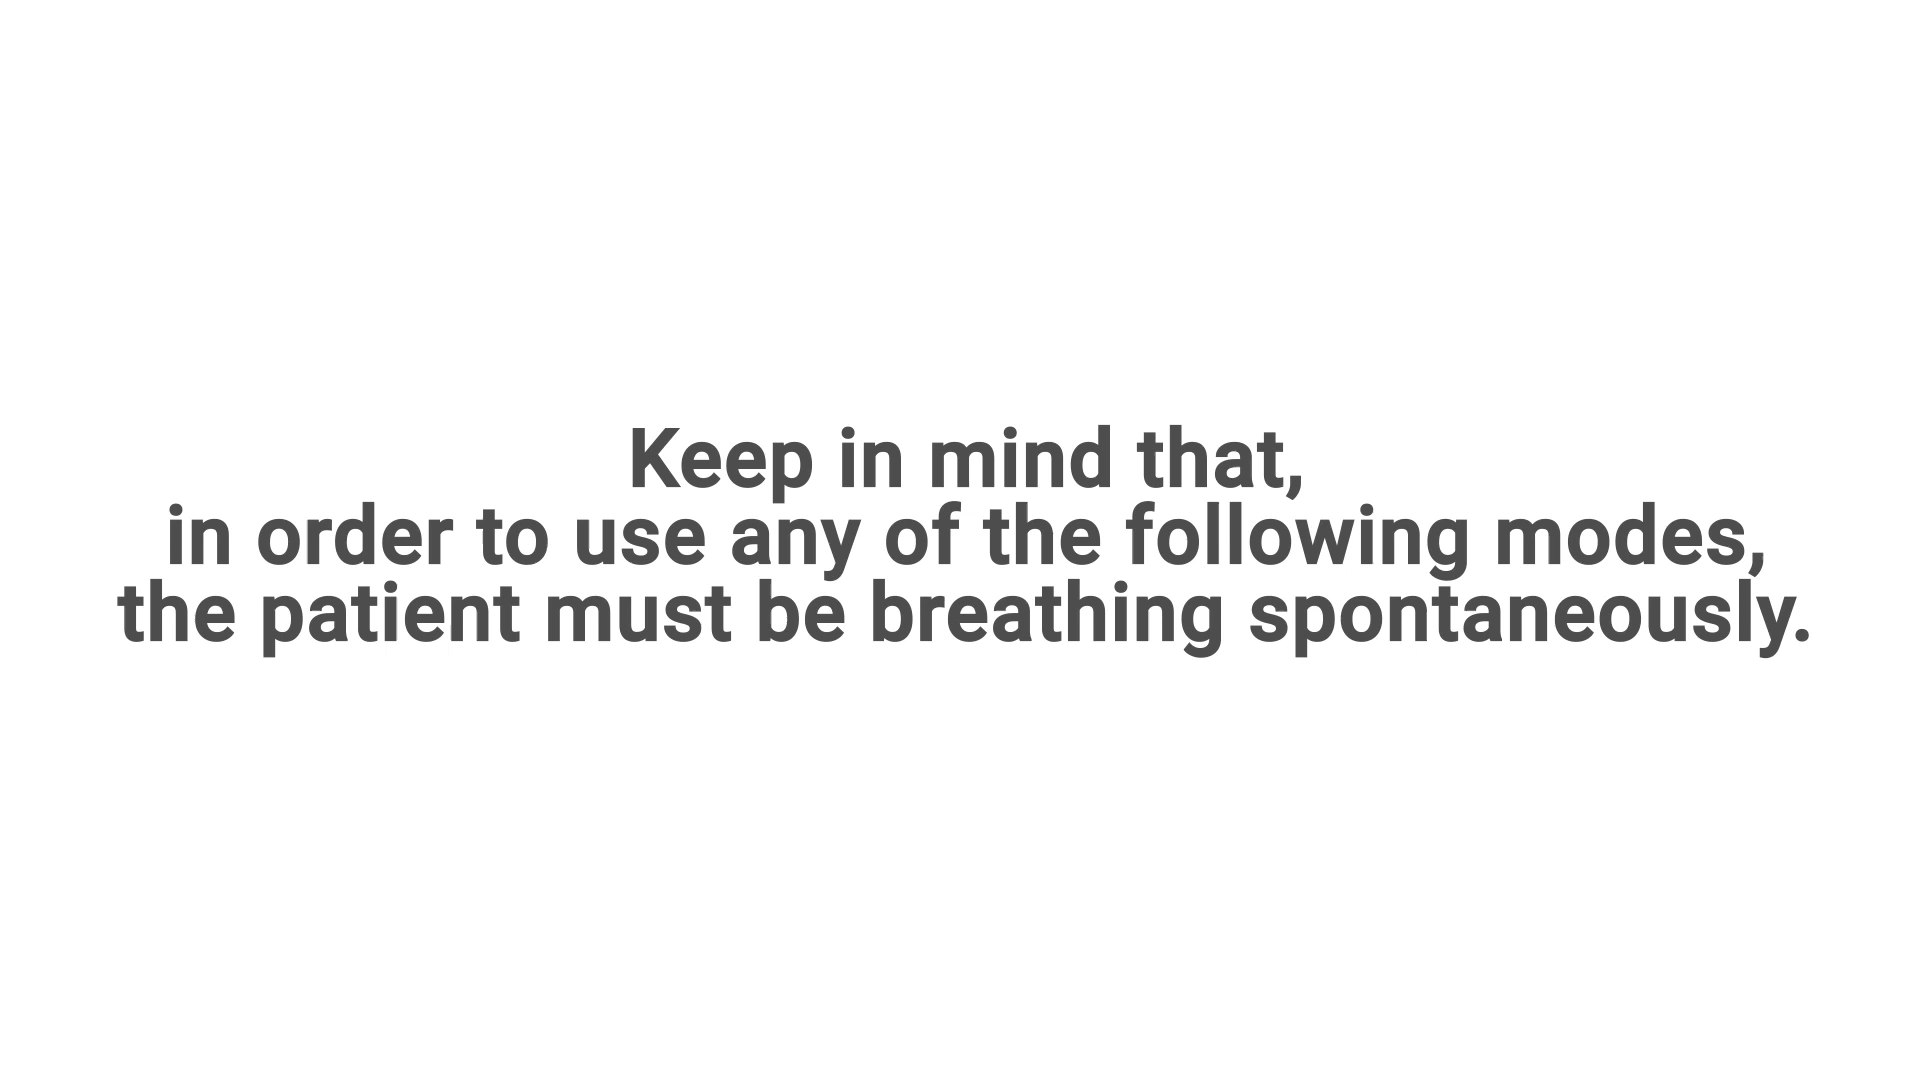 Keep in mind that,
in order to use any of the following modes,
the patient must be breathing spontaneously.